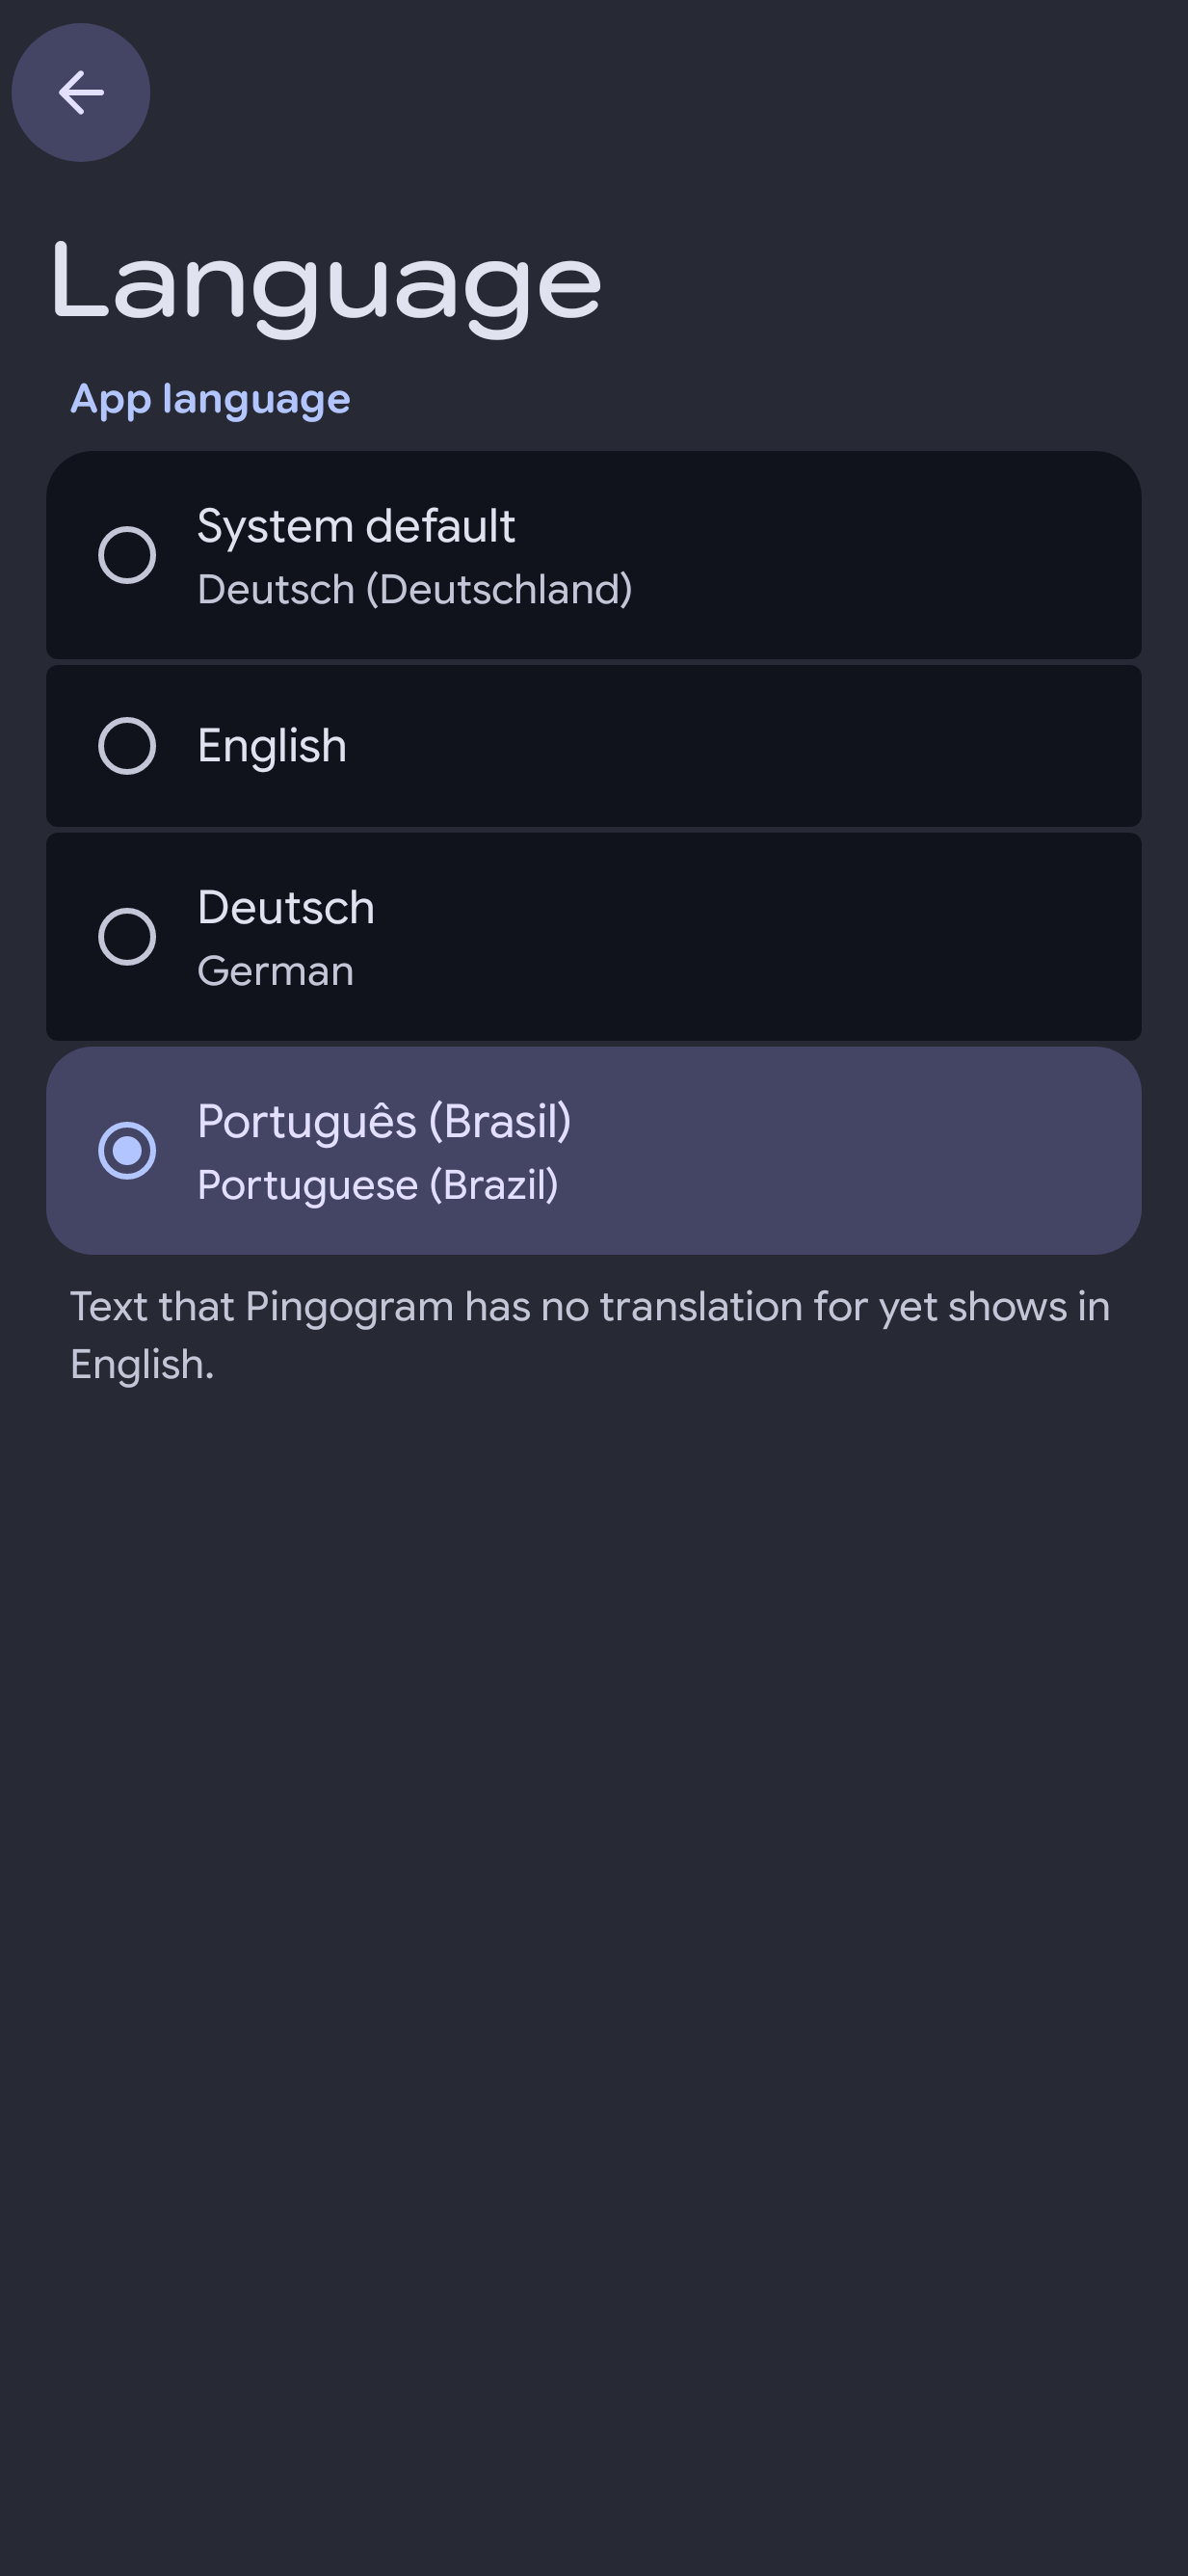 Language
App language
System default
Deutsch (Deutschland)
English
Deutsch
German
Português (Brasil)
Portuguese (Brazil)
Text that Pingogram has no translation for yet shows in
English.